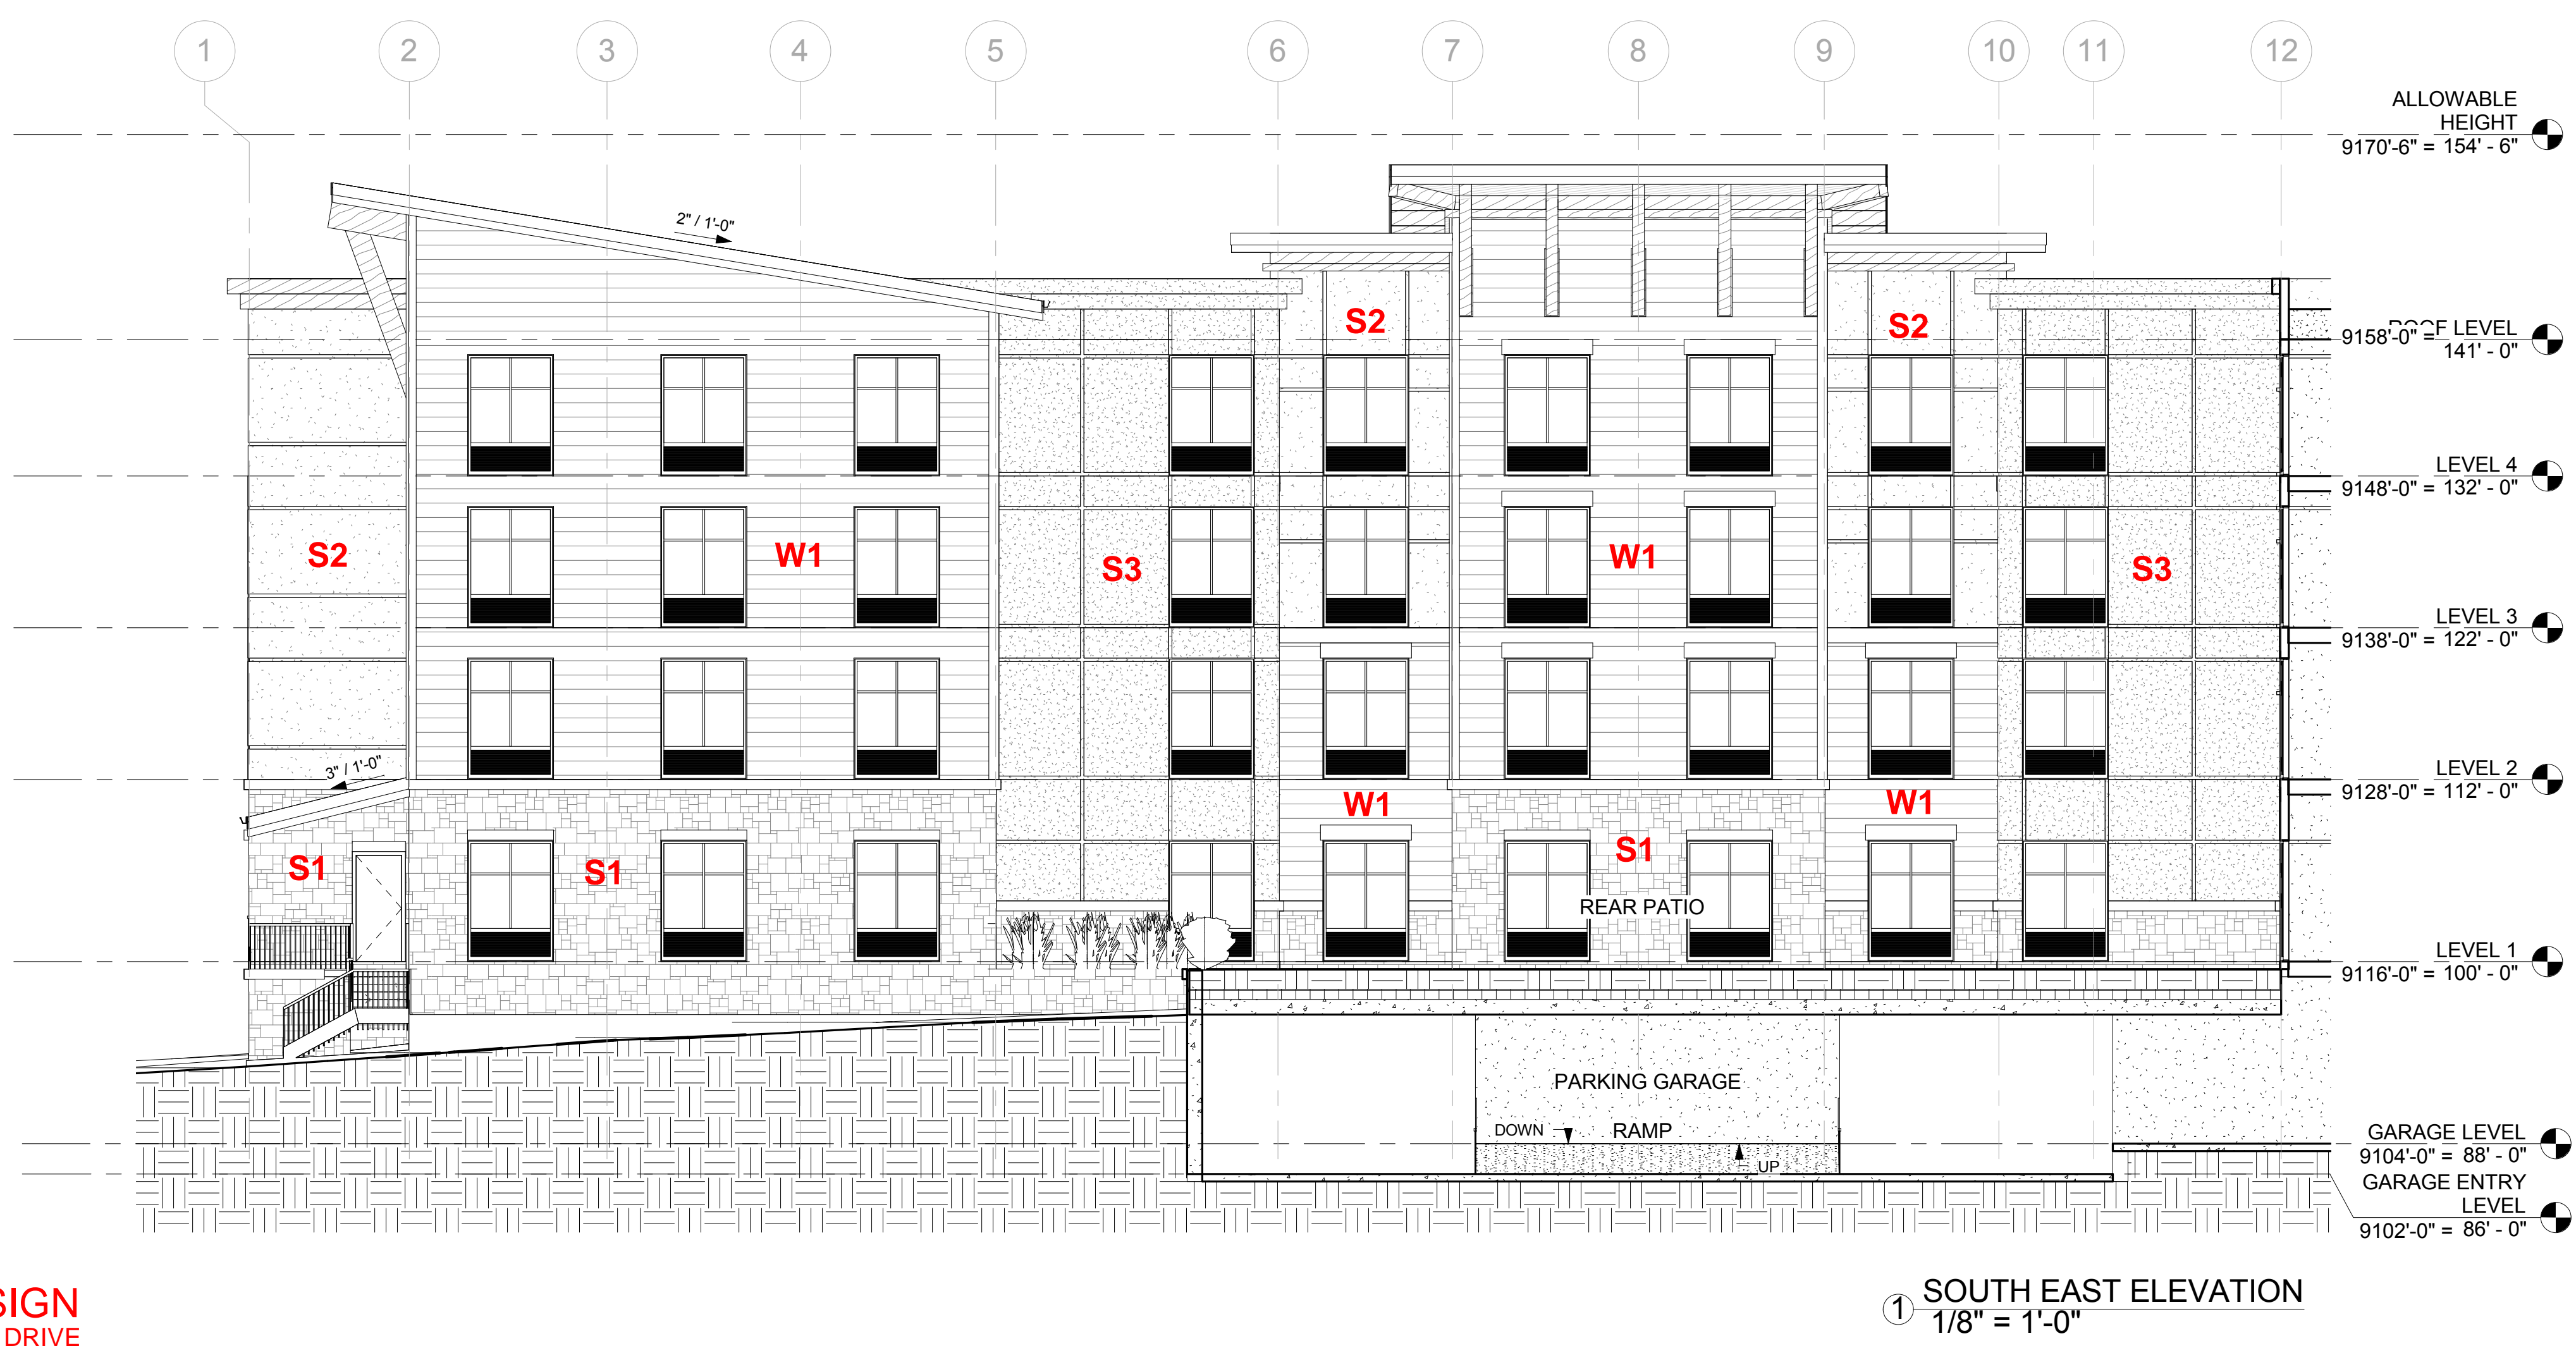 1 2 3 4 5 6 7 8 9 10 11 12
ALLOWABLE
HEIGHT
9170'-6" = 154' - 6"
2" / 1'-0"
S2 S2
ROOF LEVEL
9158'-0" = 141' - 0"
LEVEL 4
9148'-0" = 132' - 0"
S2 W1 S3 W1 S3
LEVEL 3
9138'-0" = 122' - 0"
3" / 1'-0"
LEVEL 2
9128'-0" = 112' - 0"
W1 W1
S1 S1 S1
REAR PATIO
LEVEL 1
9116'-0" = 100' - 0"
PARKING GARAGE
DOWN RAMP
UP
GARAGE LEVEL
9104'-0" = 88' - 0"
GARAGE ENTRY
LEVEL
9102'-0" = 86' - 0"
SIGN
DRIVE
1 SOUTH EAST ELEVATION
1/8" = 1'-0"